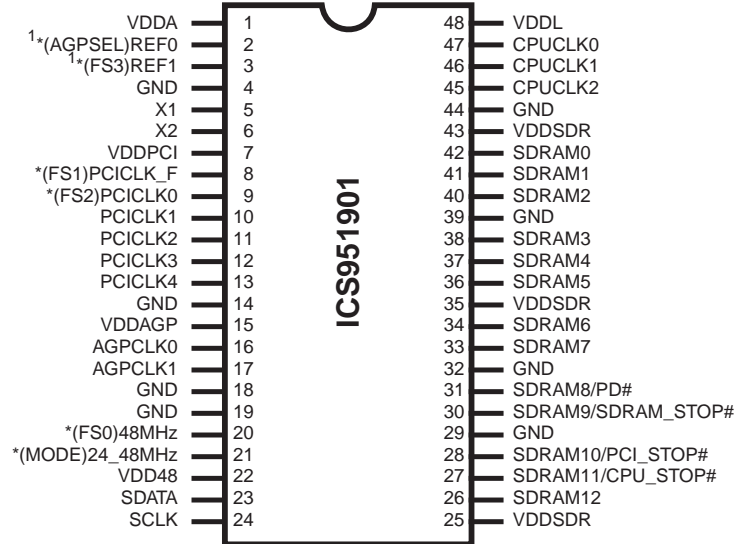 VDDA 1 48 VDDL
1*(AGPSEL)REF0 2 47 CPUCLK0
1*(FS3)REF1 3 46 CPUCLK1
GND 4 45 CPUCLK2
X1 5 44 GND
X2 6 43 VDDSDR
VDDPCI 7 42 SDRAM0
*(FS1)PCICLK_F 8 41 SDRAM1
*(FS2)PCICLK0 9 40 SDRAM2
PCICLK1 10 39 GND
PCICLK2 11 38 SDRAM3
PCICLK3 12 37 SDRAM4
PCICLK4 13 36 SDRAM5
GND 14 35 VDDSDR
VDDAGP 15 34 SDRAM6
AGPCLK0 16 33 SDRAM7
AGPCLK1 17 32 GND
GND 18 31 SDRAM8/PD#
GND 19 30 SDRAM9/SDRAM_STOP#
*(FS0)48MHz 20 29 GND
*(MODE)24_48MHz 21 28 SDRAM10/PCI_STOP#
VDD48 22 27 SDRAM11/CPU_STOP#
SDATA 23 26 SDRAM12
SCLK 24 25 VDDSDR
ICS951901